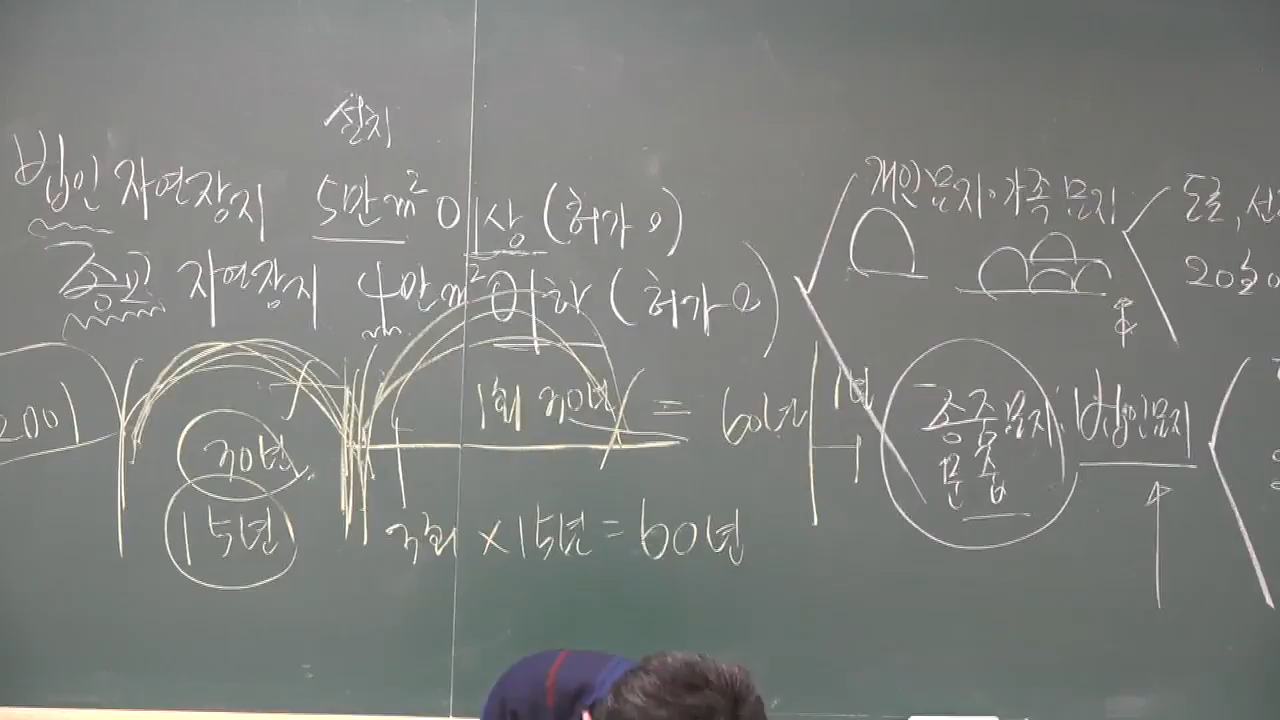 설치
법인 자연장지 5만m² 이상 (허가 o)
종교 자연장지 4만m² 이하 (허가 o)
2001
30년
15년
1회 30년 = 60년
3회 × 15년 = 60년
1년
개인묘지·가족묘지
도로, 선
20호
종중묘지, 법인묘지
문중